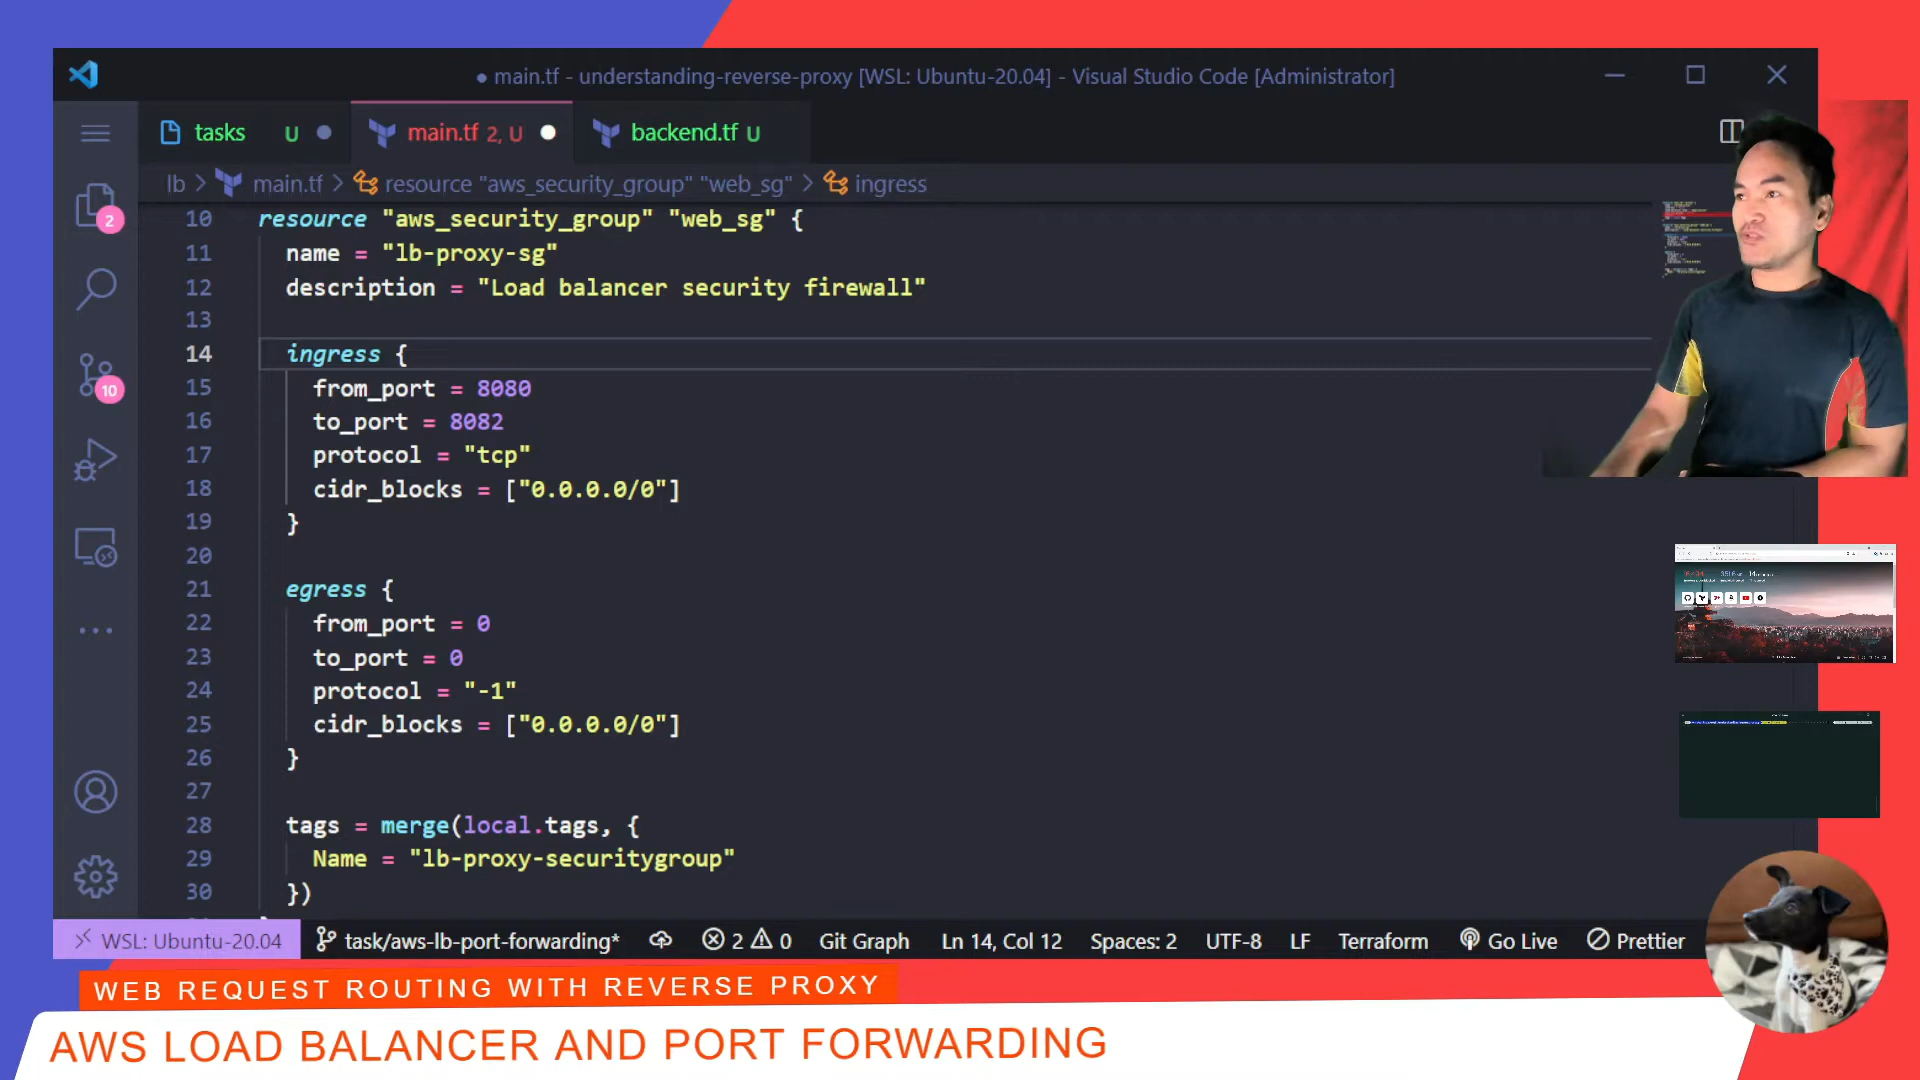 ● main.tf - understanding-reverse-proxy [WSL: Ubuntu-20.04] - Visual Studio Code [Administrator]
tasks U ● main.tf 2, U ● backend.tf U
lb > main.tf > resource "aws_security_group" "web_sg" > ingress
10 resource "aws_security_group" "web_sg" {
11 name = "lb-proxy-sg"
2
12 description = "Load balancer security firewall"
13
14 ingress {
15 from_port = 8080
10
16 to_port = 8082
17 protocol = "tcp"
18 cidr_blocks = ["0.0.0.0/0"]
19 }
20
21 egress {
22 from_port = 0
23 to_port = 0
24 protocol = "-1"
25 cidr_blocks = ["0.0.0.0/0"]
26 }
27
28 tags = merge(local.tags, {
29 Name = "lb-proxy-securitygroup"
30 })
WSL: Ubuntu-20.04 task/aws-lb-port-forwarding* 2 0 Git Graph Ln 14, Col 12 Spaces: 2 UTF-8 LF Terraform Go Live Prettier
WEB REQUEST ROUTING WITH REVERSE PROXY
AWS LOAD BALANCER AND PORT FORWARDING